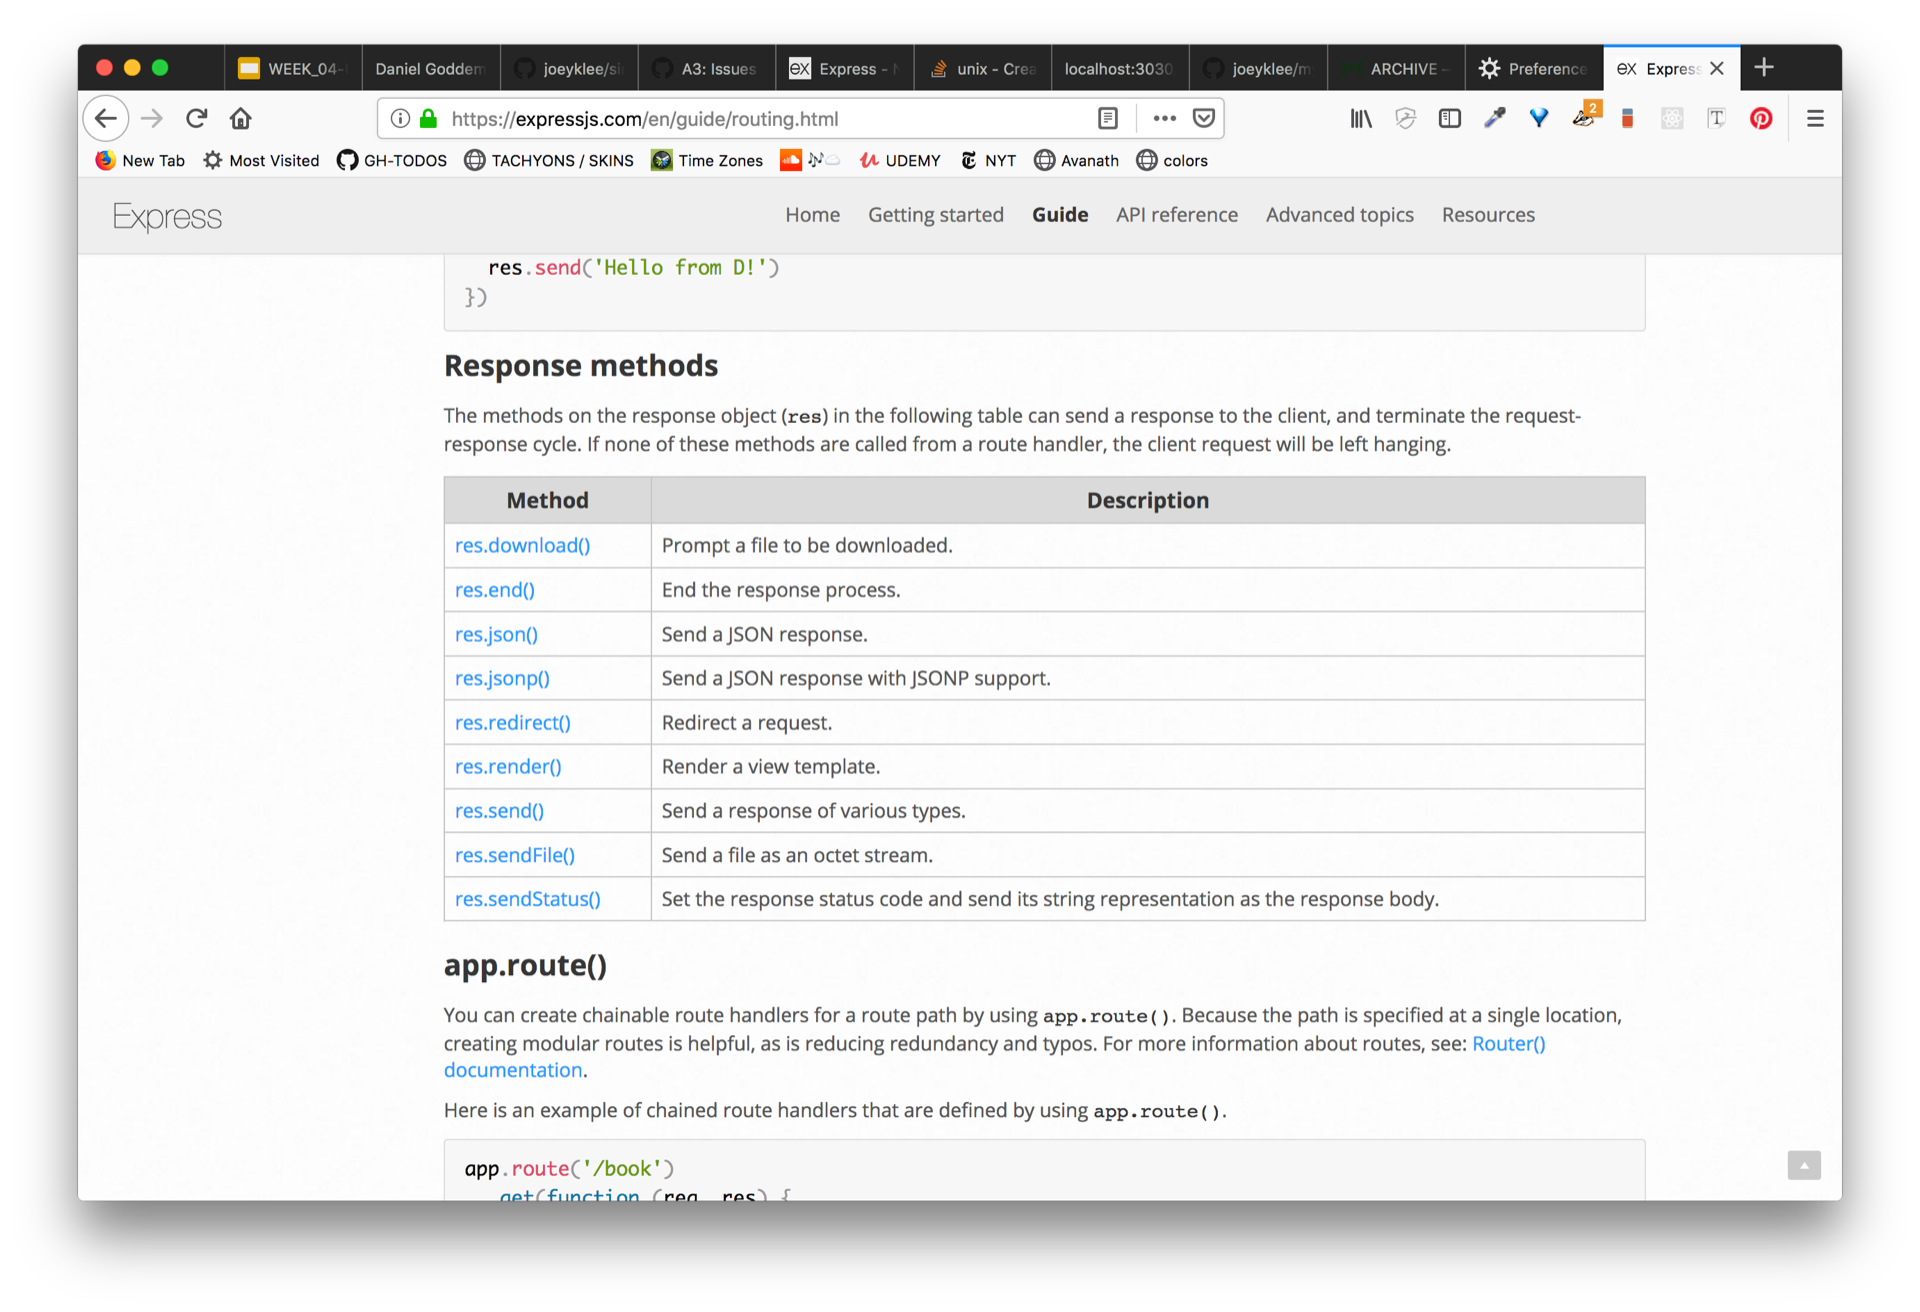 WEEK_04-
Daniel Goddem
joeyklee/si
A3: Issues
EX Express -
unix - Crea
localhost:3030
joeyklee/m
ARCHIVE –
Preference
EX Express
https://expressjs.com/en/guide/routing.html
2
T
New Tab
Most Visited
GH-TODOS
TACHYONS / SKINS
Time Zones
UDEMY
NYT
Avanath
colors
Express
Home Getting started Guide API reference Advanced topics Resources
res.send('Hello from D!')
})
Response methods
The methods on the response object (res) in the following table can send a response to the client, and terminate the request-
response cycle. If none of these methods are called from a route handler, the client request will be left hanging.
Method Description
res.download() Prompt a file to be downloaded.
res.end() End the response process.
res.json() Send a JSON response.
res.jsonp() Send a JSON response with JSONP support.
res.redirect() Redirect a request.
res.render() Render a view template.
res.send() Send a response of various types.
res.sendFile() Send a file as an octet stream.
res.sendStatus() Set the response status code and send its string representation as the response body.
app.route()
You can create chainable route handlers for a route path by using app.route(). Because the path is specified at a single location,
creating modular routes is helpful, as is reducing redundancy and typos. For more information about routes, see: Router()
documentation.
Here is an example of chained route handlers that are defined by using app.route().
app.route('/book')
get(function (req, res) {